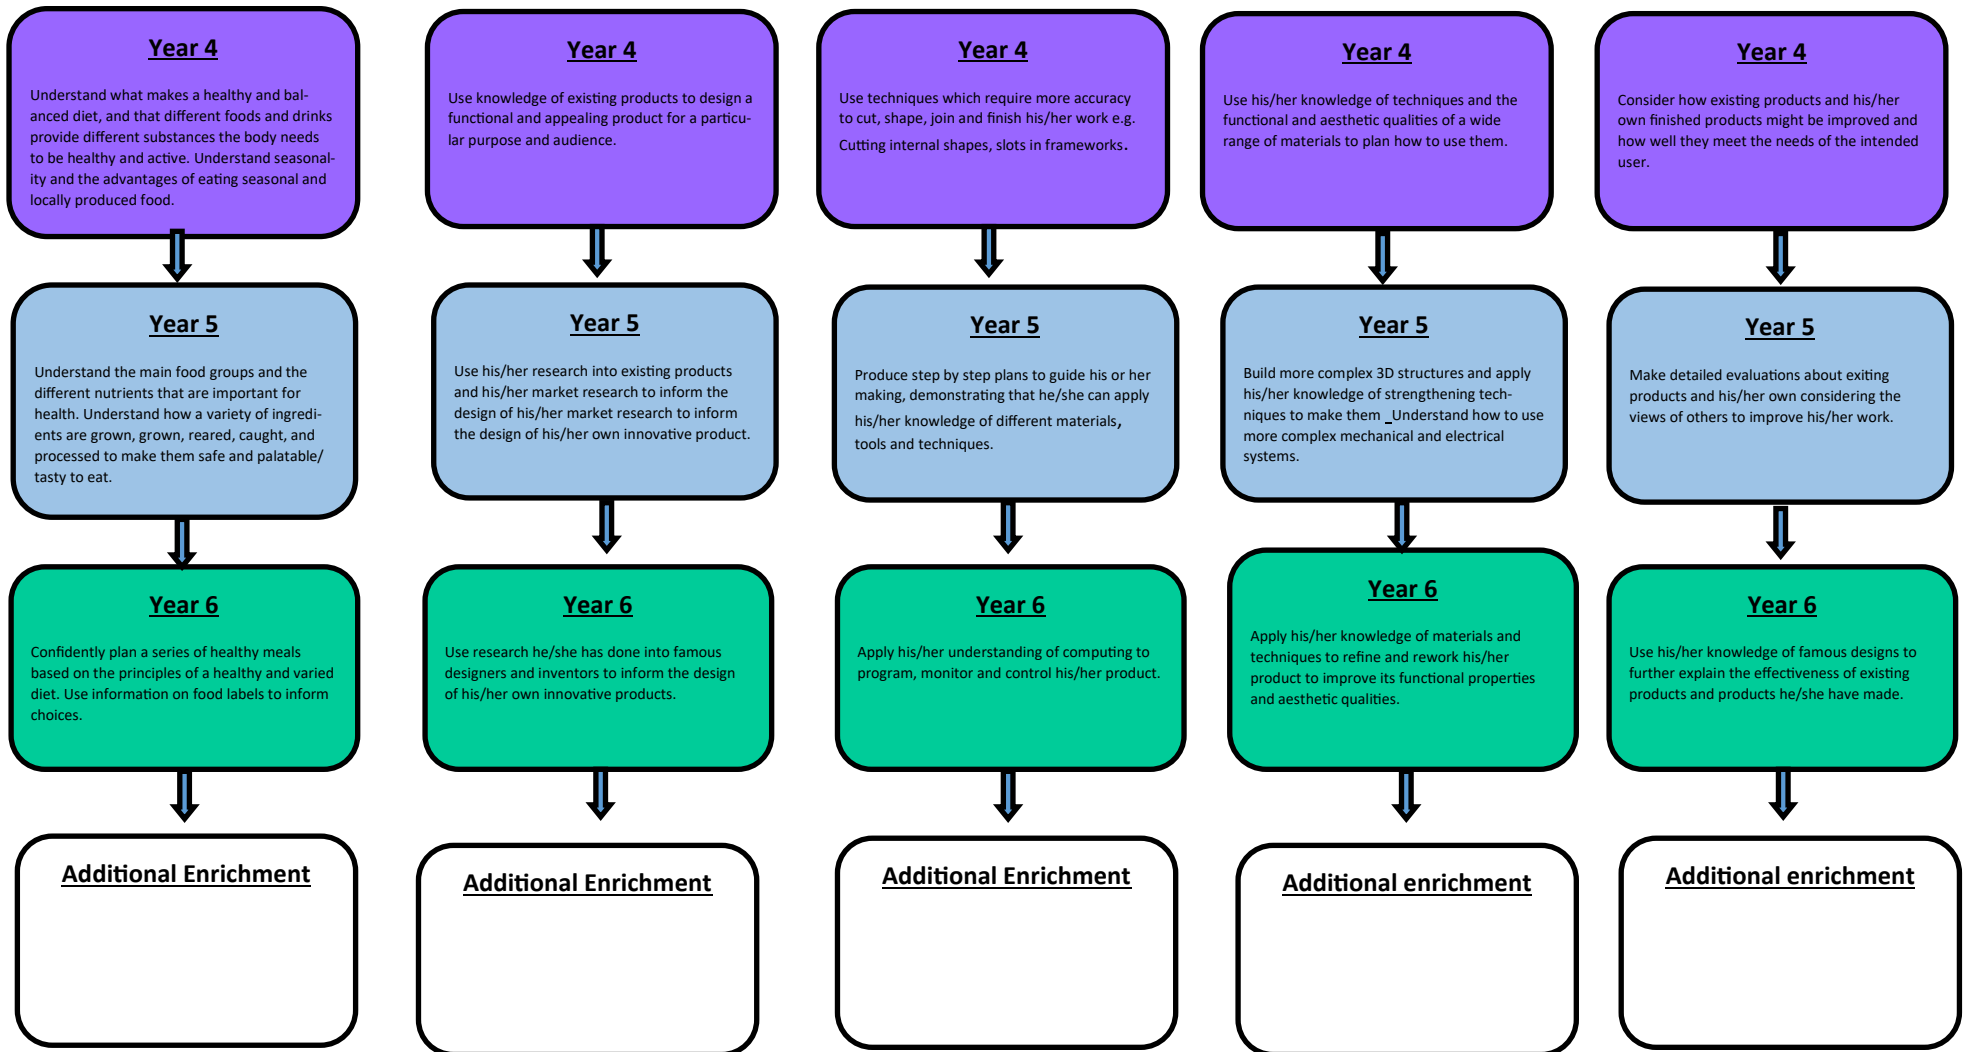 Year 4
Understand what makes a healthy and bal-
anced diet, and that different foods and drinks
provide different substances the body needs
to be healthy and active. Understand seasonal-
ity and the advantages of eating seasonal and
locally produced food.
Year 4
Use knowledge of existing products to design a
functional and appealing product for a particu-
lar purpose and audience.
Year 4
Use techniques which require more accuracy
to cut, shape, join and finish his/her work e.g.
Cutting internal shapes, slots in frameworks.
Year 4
Use his/her knowledge of techniques and the
functional and aesthetic qualities of a wide
range of materials to plan how to use them.
Year 4
Consider how existing products and his/her
own finished products might be improved and
how well they meet the needs of the intended
user.
Year 5
Understand the main food groups and the
different nutrients that are important for
health. Understand how a variety of ingredi-
ents are grown, grown, reared, caught, and
processed to make them safe and palatable/
tasty to eat.
Year 5
Use his/her research into existing products
and his/her market research to inform the
design of his/her market research to inform
the design of his/her own innovative product.
Year 5
Produce step by step plans to guide his or her
making, demonstrating that he/she can apply
his/her knowledge of different materials,
tools and techniques.
Year 5
Build more complex 3D structures and apply
his/her knowledge of strengthening tech-
niques to make them _Understand how to use
more complex mechanical and electrical
systems.
Year 5
Make detailed evaluations about exiting
products and his/her own considering the
views of others to improve his/her work.
Year 6
Confidently plan a series of healthy meals
based on the principles of a healthy and varied
diet. Use information on food labels to inform
choices.
Year 6
Use research he/she has done into famous
designers and inventors to inform the design
of his/her own innovative products.
Year 6
Apply his/her understanding of computing to
program, monitor and control his/her product.
Year 6
Apply his/her knowledge of materials and
techniques to refine and rework his/her
product to improve its functional properties
and aesthetic qualities.
Year 6
Use his/her knowledge of famous designs to
further explain the effectiveness of existing
products and products he/she have made.
Additional Enrichment
Additional Enrichment
Additional Enrichment
Additional enrichment
Additional enrichment